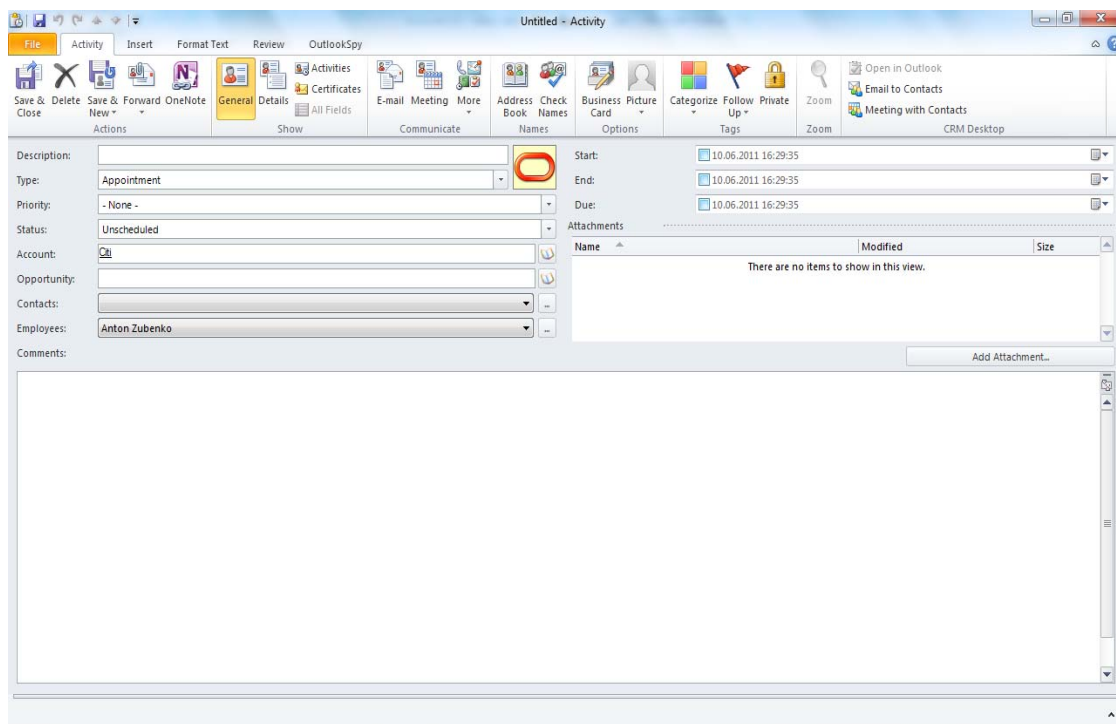 Untitled - Activity
File Activity Insert Format Text Review OutlookSpy
Save & Close Delete Save & New Forward OneNote
Actions
General Details Activities Certificates All Fields
Show
E-mail Meeting More
Communicate
Address Book Check Names
Names
Business Card Picture
Options
Categorize Follow Up Private
Tags
Zoom
Zoom
Open in Outlook
Email to Contacts
Meeting with Contacts
CRM Desktop
Description:
Type: Appointment
Priority: - None -
Status: Unscheduled
Account: Citi
Opportunity:
Contacts:
Employees: Anton Zubenko
Comments:
Start: 10.06.2011 16:29:35
End: 10.06.2011 16:29:35
Due: 10.06.2011 16:29:35
Attachments
Name Modified Size
There are no items to show in this view.
Add Attachment...